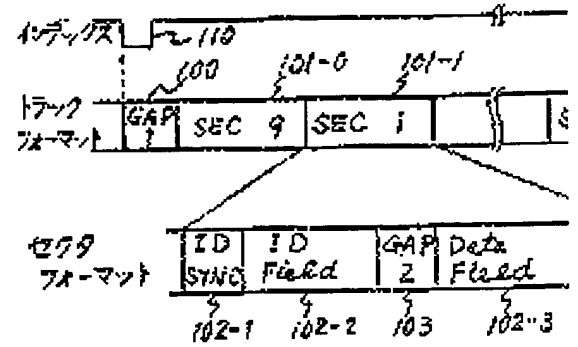 インデックス 110
100 101-0 101-1
トラック
フォーマット GAP SEC 9 SEC 1 S
セクタ
フォーマット
ID SYNC
ID Field
GAP 2
Data Field
102-1 102-2 103 102-3